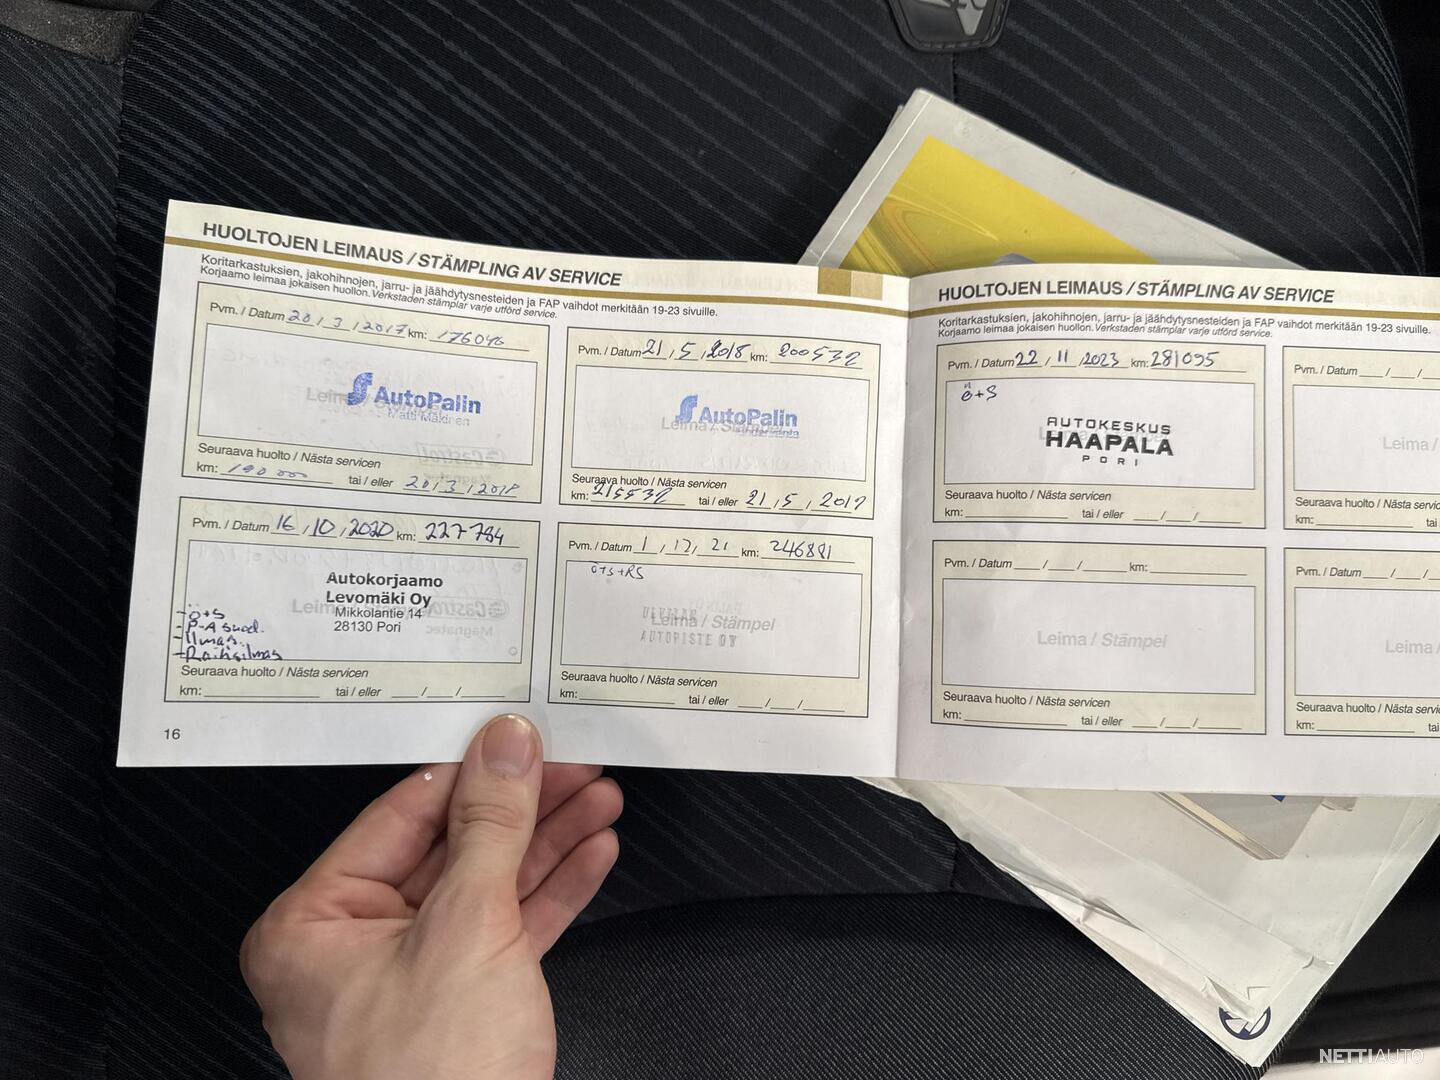 HUOLTOJEN LEIMAUS / STÄMPLING AV SERVICE
Koritarkastuksien, jakohihnojen, jarru- ja jäähdytysnesteiden ja FAP vaihdot merkitään 19-23 sivuille.
Korjaamo leimaa jokaisen huollon. Verkstaden stämplar varje utförd service.
Pvm. / Datum 20 / 3 / 2017 km: 176046
AutoPalin
Matti Mäkinen
Seuraava huolto / Nästa servicen
km: 190 000 tai / eller 20 / 3 / 2018
Pvm. / Datum 21 / 5 / 2018 km: 200532
Leima / Stämpel
AutoPalin
Seuraava huolto / Nästa servicen
km: 215532 tai / eller 21 / 5 / 2019
Pvm. / Datum 16 / 10 / 2020 km: 227784
Autokorjaamo
Levomäki Oy
Mikkolantie 14
28130 Pori
- ö+S
- P-A suod.
- Ilmas.
- Raitisilmas
Seuraava huolto / Nästa servicen
km: tai / eller / /
Pvm. / Datum 1 / 12 / 21 km: 246881
ö+s+RS
Leima / Stämpel
AUTOPISTE OY
Seuraava huolto / Nästa servicen
km: tai / eller / /
16
HUOLTOJEN LEIMAUS / STÄMPLING AV SERVICE
Koritarkastuksien, jakohihnojen, jarru- ja jäähdytysnesteiden ja FAP vaihdot merkitään 19-23 sivuille.
Korjaamo leimaa jokaisen huollon. Verkstaden stämplar varje utförd service.
Pvm. / Datum 22 / 11 / 2023 km: 281095
ö+S
AUTOKESKUS
HAAPALA
PORI
Seuraava huolto / Nästa servicen
km: tai / eller / /
Pvm. / Datum / /
Leima /
Seuraava huolto / Nästa
km: tai
Pvm. / Datum / / km:
Leima / Stämpel
Seuraava huolto / Nästa servicen
km: tai / eller / /
Pvm. / Datum / /
Leima /
Seuraava huolto / Nästa
km: tai
NETTIAUTO